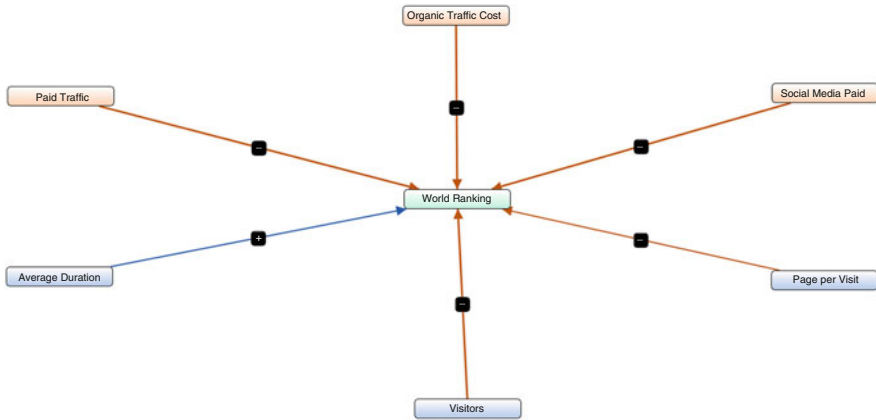 Organic Traffic Cost
Paid Traffic
Social Media Paid
–
–
–
World Ranking
+
–
Average Duration
Page per Visit
–
Visitors